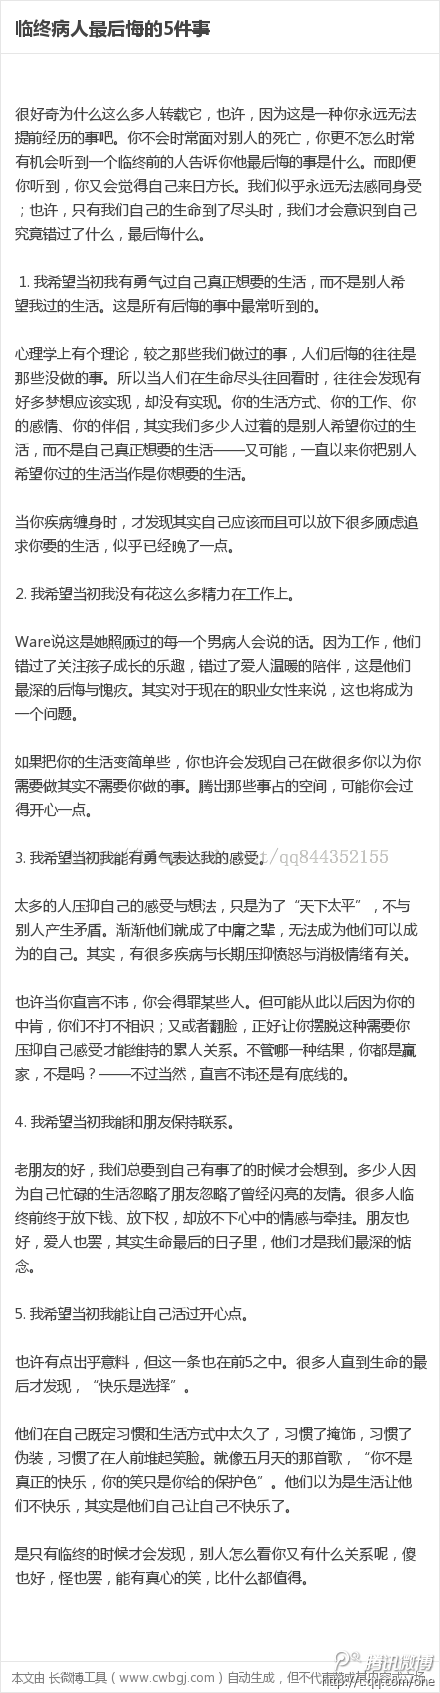 临终病人最后悔的5件事
很好奇为什么这么多人转载它，也许，因为这是一种你永远无法
提前经历的事吧。你不会时常面对别人的死亡，你更不怎么时常
有机会听到一个临终前的人告诉你他最后悔的事是什么。而即便
你听到，你又会觉得自己来日方长。我们似乎永远无法感同身受
；也许，只有我们自己的生命到了尽头时，我们才会意识到自己
究竟错过了什么，最后悔什么。
1. 我希望当初我有勇气过自己真正想要的生活，而不是别人希
望我过的生活。这是所有后悔的事中最常听到的。
心理学上有个理论，较之那些我们做过的事，人们后悔的往往是
那些没做的事。所以当人们在生命尽头往回看时，往往会发现有
好多梦想应该实现，却没有实现。你的生活方式、你的工作、你
的感情、你的伴侣，其实我们多少人过着的是别人希望你过的生
活，而不是自己真正想要的生活——又可能，一直以来你把别人
希望你过的生活当作是你想要的生活。
当你疾病缠身时，才发现其实自己应该而且可以放下很多顾虑追
求你要的生活，似乎已经晚了一点。
2. 我希望当初我没有花这么多精力在工作上。
Ware说这是她照顾过的每一个男病人会说的话。因为工作，他们
错过了关注孩子成长的乐趣，错过了爱人温暖的陪伴，这是他们
最深的后悔与愧疚。其实对于现在的职业女性来说，这也将成为
一个问题。
如果把你的生活变简单些，你也许会发现自己在做很多你以为你
需要做其实不需要你做的事。腾出那些事占的空间，可能你会过
得开心一点。
3. 我希望当初我能有勇气表达我的感受。
/qq844352155
太多的人压抑自己的感受与想法，只是为了“天下太平”，不与
别人产生矛盾。渐渐他们就成了中庸之辈，无法成为他们可以成
为的自己。其实，有很多疾病与长期压抑愤怒与消极情绪有关。
也许当你直言不讳，你会得罪某些人。但可能从此以后因为你的
中肯，你们不打不相识；又或者翻脸，正好让你摆脱这种需要你
压抑自己感受才能维持的累人关系。不管哪一种结果，你都是赢
家，不是吗？——不过当然，直言不讳还是有底线的。
4. 我希望当初我能和朋友保持联系。
老朋友的好，我们总要到自己有事了的时候才会想到。多少人因
为自己忙碌的生活忽略了朋友忽略了曾经闪亮的友情。很多人临
终前终于放下钱、放下权，却放不下心中的情感与牵挂。朋友也
好，爱人也罢，其实生命最后的日子里，他们才是我们最深的惦
念。
5. 我希望当初我能让自己活过开心点。
也许有点出乎意料，但这一条也在前5之中。很多人直到生命的最
后才发现，“快乐是选择”。
他们在自己既定习惯和生活方式中太久了，习惯了掩饰，习惯了
伪装，习惯了在人前堆起笑脸。就像五月天的那首歌，“你不是
真正的快乐，你的笑只是你给的保护色”。他们以为是生活让他
们不快乐，其实是他们自己让自己不快乐了。
是只有临终的时候才会发现，别人怎么看你又有什么关系呢，傻
也好，怪也罢，能有真心的笑，比什么都值得。
腾讯微博
本文由 长微博工具（www.cwbgj.com）自动生成，但不代表赞成其内容或立场
http://t.qq.com/one